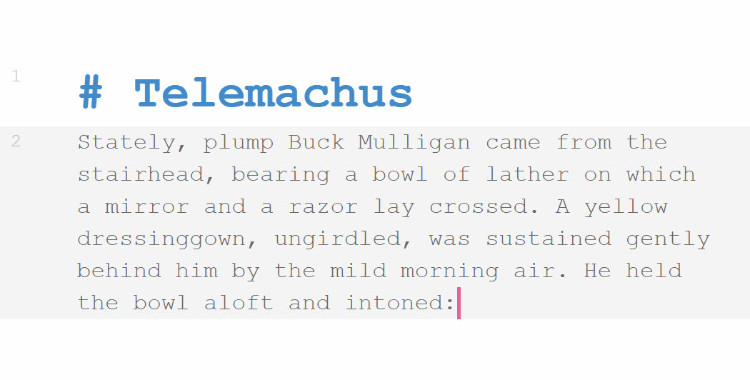 1
# Telemachus
2
Stately, plump Buck Mulligan came from the
stairhead, bearing a bowl of lather on which
a mirror and a razor lay crossed. A yellow
dressinggown, ungirdled, was sustained gently
behind him by the mild morning air. He held
the bowl aloft and intoned: